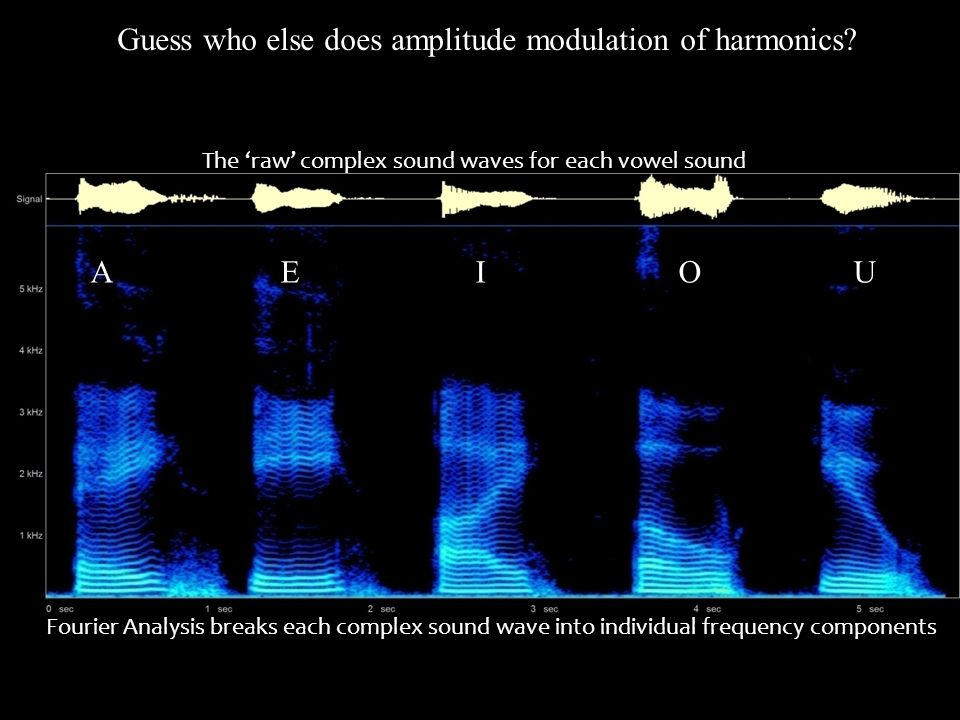 Guess who else does amplitude modulation of harmonics?
The ‘raw’ complex sound waves for each vowel sound
Signal
A E I O U
5 kHz
4 kHz
3 kHz
2 kHz
1 kHz
0 sec 1 sec 2 sec 3 sec 4 sec 5 sec
Fourier Analysis breaks each complex sound wave into individual frequency components